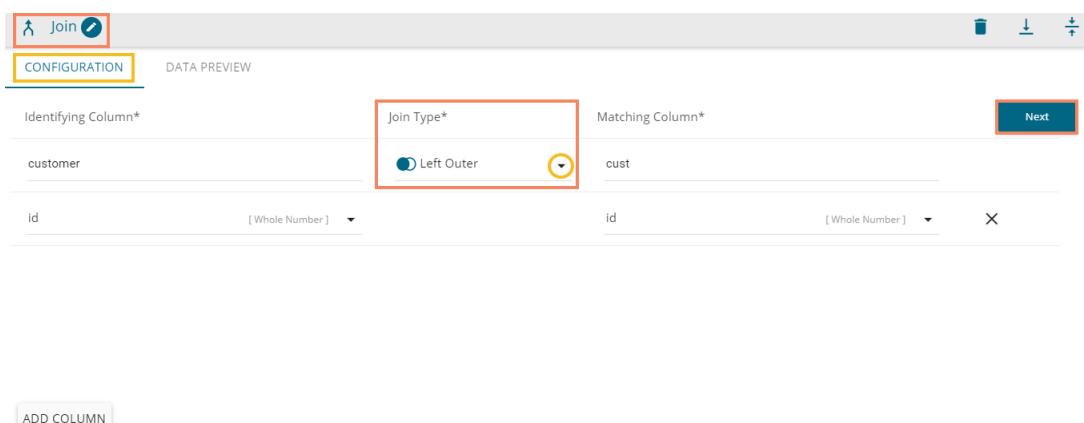 Join
CONFIGURATION DATA PREVIEW
Identifying Column* Join Type* Matching Column* Next
customer Left Outer cust
id [ Whole Number ] id [ Whole Number ]
ADD COLUMN